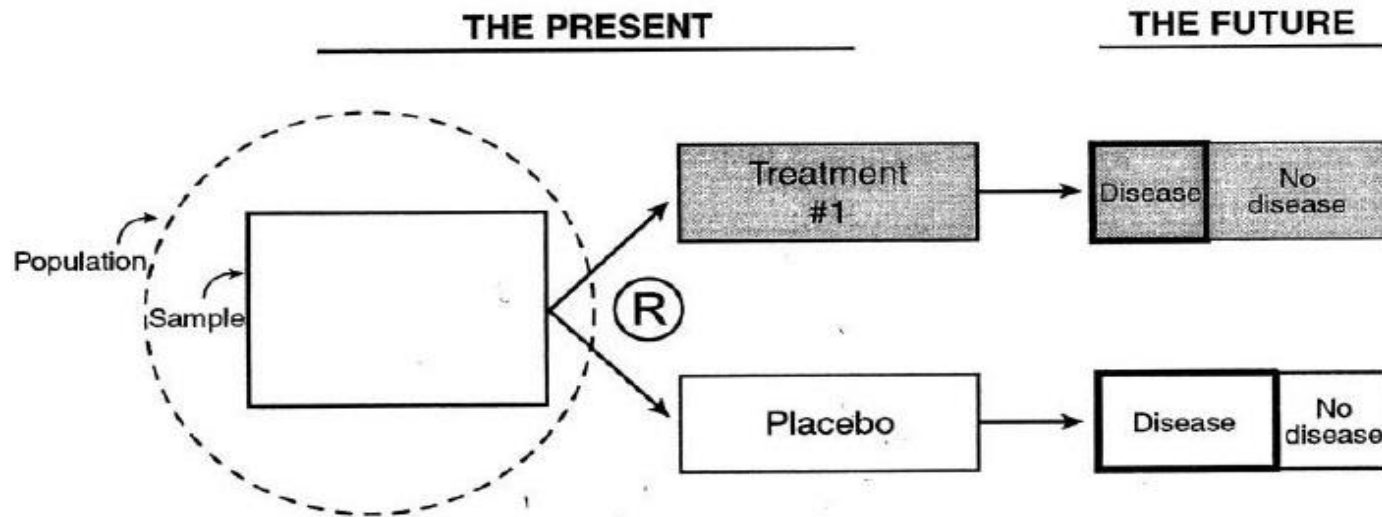 THE PRESENT
THE FUTURE
Population
Sample
R
Treatment
#1
Disease
No
disease
Placebo
Disease
No
disease